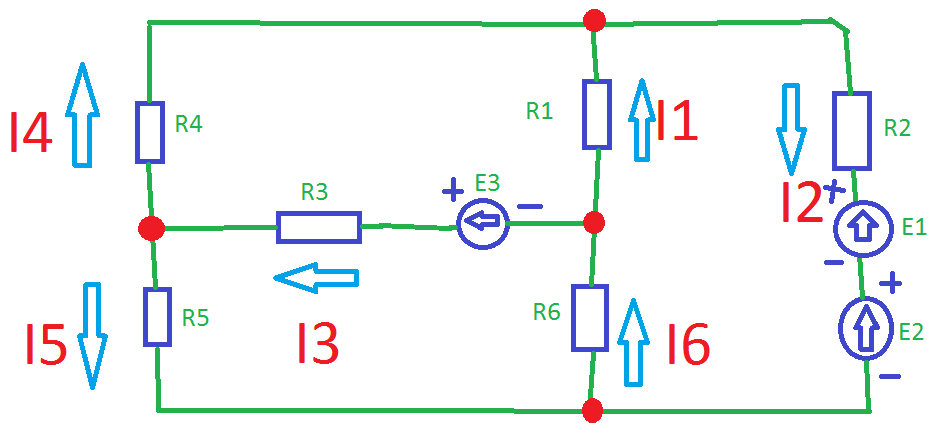 I4
R4
R1
I1
R2
R3
+
E3
−
I2
+
E1
−
I5
R5
I3
R6
I6
+
E2
−